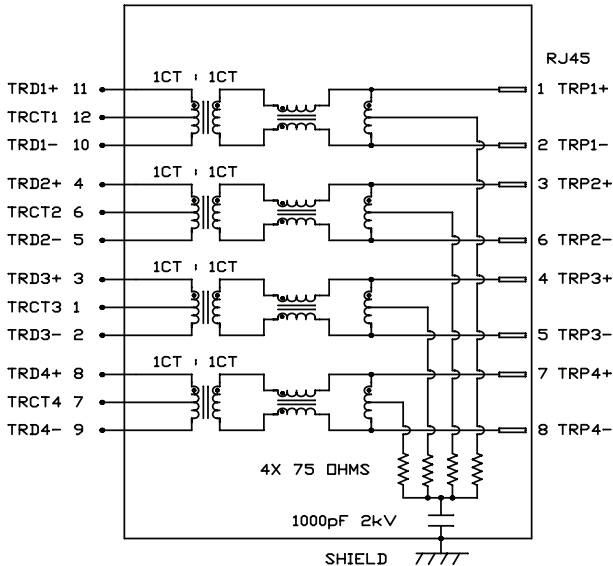 RJ45
1CT : 1CT
TRD1+ 11
1 TRP1+
TRCT1 12
TRD1- 10
2 TRP1-
1CT : 1CT
TRD2+ 4
3 TRP2+
TRCT2 6
TRD2- 5
6 TRP2-
1CT : 1CT
TRD3+ 3
4 TRP3+
TRCT3 1
TRD3- 2
5 TRP3-
1CT : 1CT
TRD4+ 8
7 TRP4+
TRCT4 7
TRD4- 9
8 TRP4-
4X 75 OHMS
1000pF 2kV
SHIELD